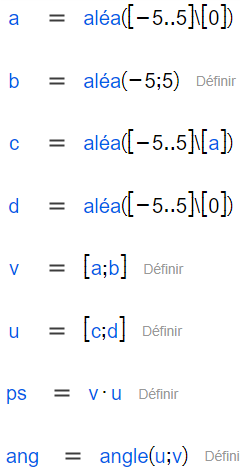 a = aléa([−5..5]\[0])
b = aléa(−5;5) Définir
c = aléa([−5..5]\[a])
d = aléa([−5..5]\[0])
v = [a;b] Définir
u = [c;d] Définir
ps = v·u Définir
ang = angle(u;v) Défini